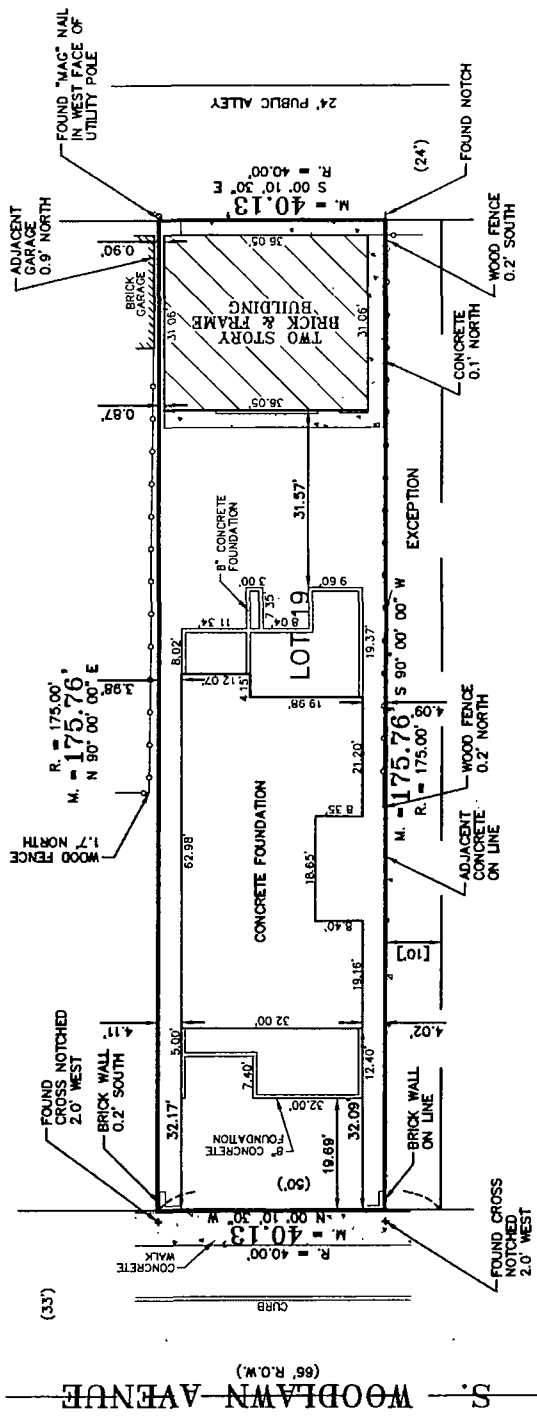 FOUND "MAG" NAIL
IN WEST FACE OF
UTILITY POLE
24' PUBLIC ALLEY
FOUND NOTCH
(24')
R. = 40.00'
S 00°10'30" E
M. = 40.13'
ADJACENT
GARAGE
0.9' NORTH
0.90'
BRICK
GARAGE
36.05'
31.06'
TWO STORY
BRICK & FRAME
BUILDING
31.06'
36.05'
0.87'
WOOD FENCE
0.2' SOUTH
CONCRETE
0.1' NORTH
31.57'
EXCEPTION
8" CONCRETE
FOUNDATION
3.00'
7.35'
11.34'
8.04'
9.60'
8.02'
LOT 19
19.37'
12.07'
4.15'
19.98'
R. = 175.00'
M. = 175.76'
N 90°00'00" E
3.98'
M. = 175.76' S 90°00'00" W
R. = 175.00'
4.09'
WOOD FENCE
0.2' NORTH
21.20'
8.35'
18.65'
8.40'
WOOD FENCE
1.7' NORTH
62.98'
CONCRETE FOUNDATION
ADJACENT
CONCRETE
ON LINE
[10']
19.16'
32.00'
4.11'
4.02'
5.00'
7.40'
12.40'
32.00'
8" CONCRETE
FOUNDATION
32.17'
32.09'
19.69'
(50')
FOUND
CROSS NOTCHED
2.0' WEST
BRICK WALL
0.2' SOUTH
BRICK WALL
ON LINE
N 00°10'30" W
M. = 40.13'
R. = 40.00'
CONCRETE
WALK
FOUND CROSS
NOTCHED
2.0' WEST
CURB
(33')
(66' R.O.W.)
S. WOODLAWN AVENUE